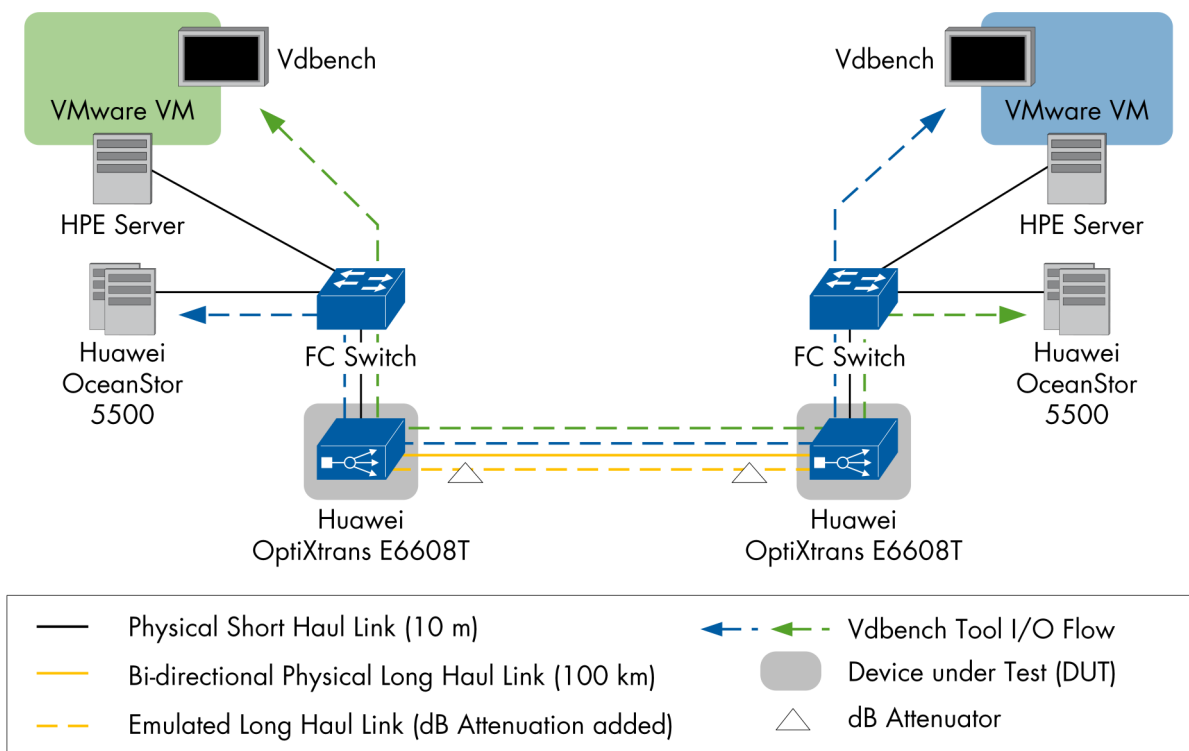 Vdbench
VMware VM
HPE Server
Huawei
OceanStor
5500
FC Switch
Huawei
OptiXtrans E6608T
Vdbench
VMware VM
HPE Server
FC Switch
Huawei
OceanStor
5500
Huawei
OptiXtrans E6608T
Physical Short Haul Link (10 m)
Bi-directional Physical Long Haul Link (100 km)
Emulated Long Haul Link (dB Attenuation added)
Vdbench Tool I/O Flow
Device under Test (DUT)
dB Attenuator